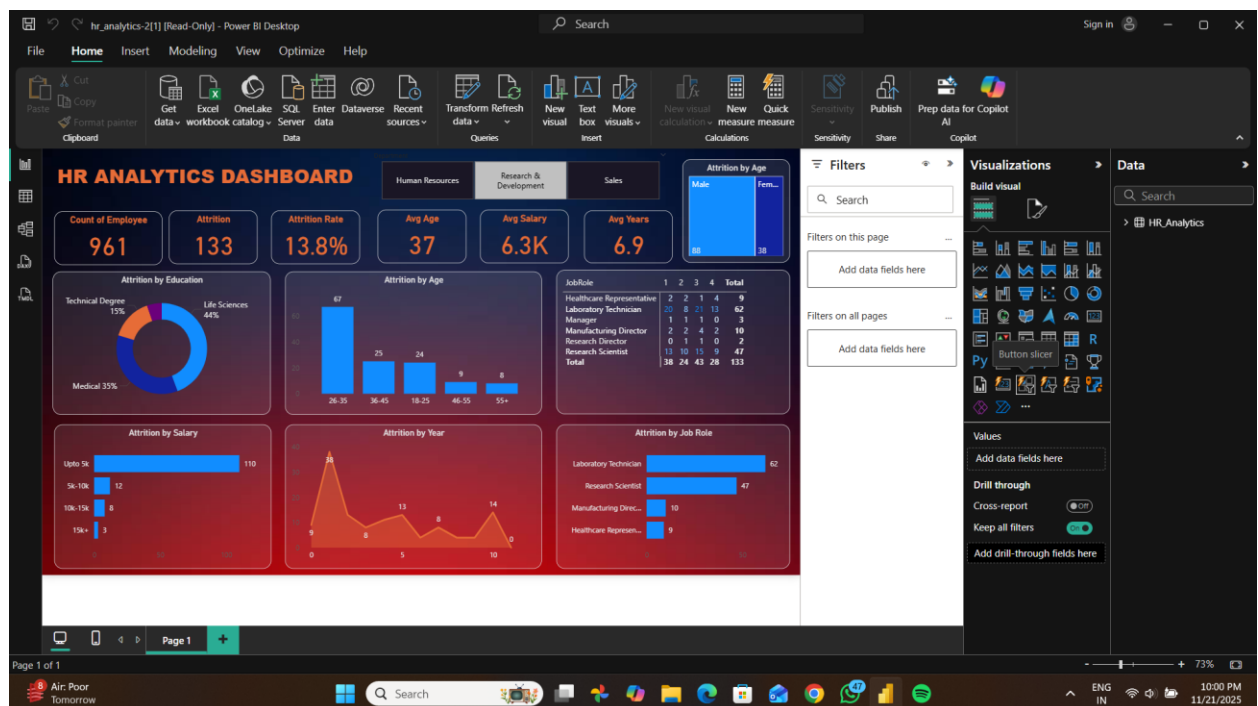 hr_analytics-2[1] [Read-Only] - Power BI Desktop
Search
Sign in
File Home Insert Modeling View Optimize Help
Paste
Cut
Copy
Format painter
Clipboard
Get data
Excel workbook
OneLake catalog
SQL Server
Enter data
Dataverse
Recent sources
Data
Transform data
Refresh
Queries
New visual
Text box
More visuals
Insert
New visual calculation
New measure
Quick measure
Calculations
Sensitivity
Sensitivity
Publish
Share
Prep data for AI
Copilot
Copilot
HR ANALYTICS DASHBOARD
Human Resources
Research & Development
Sales
Attrition by Age
Male
Fem...
88
38
Count of Employee
961
Attrition
133
Attrition Rate
13.8%
Avg Age
37
Avg Salary
6.3K
Avg Years
6.9
Attrition by Education
Technical Degree 15%
Life Sciences 44%
Medical 35%
Attrition by Age
67
25
24
9
8
26-35 36-45 18-25 46-55 55+
JobRole 1 2 3 4 Total
Healthcare Representative 2 2 1 4 9
Laboratory Technician 20 8 21 13 62
Manager 1 1 1 0 3
Manufacturing Director 2 2 4 2 10
Research Director 0 1 1 0 2
Research Scientist 13 10 15 9 47
Total 38 24 43 28 133
Attrition by Salary
Upto 5k 110
5k-10k 12
10k-15k 8
15k+ 3
Attrition by Year
38
9
8
13
8
14
0
0 5 10
Attrition by Job Role
Laboratory Technician 62
Research Scientist 47
Manufacturing Direc... 10
Healthcare Represen... 9
Filters
Search
Filters on this page
...
Add data fields here
Filters on all pages
...
Add data fields here
Visualizations
Build visual
R
Py
Button slicer
...
Values
Add data fields here
Drill through
Cross-report
Off
Keep all filters
On
Add drill-through fields here
Data
Search
HR_Analytics
DAX
TMDL
Page 1
Page 1 of 1
73%
8
Air: Poor
Tomorrow
Search
47
ENG
IN
10:00 PM
11/21/2025